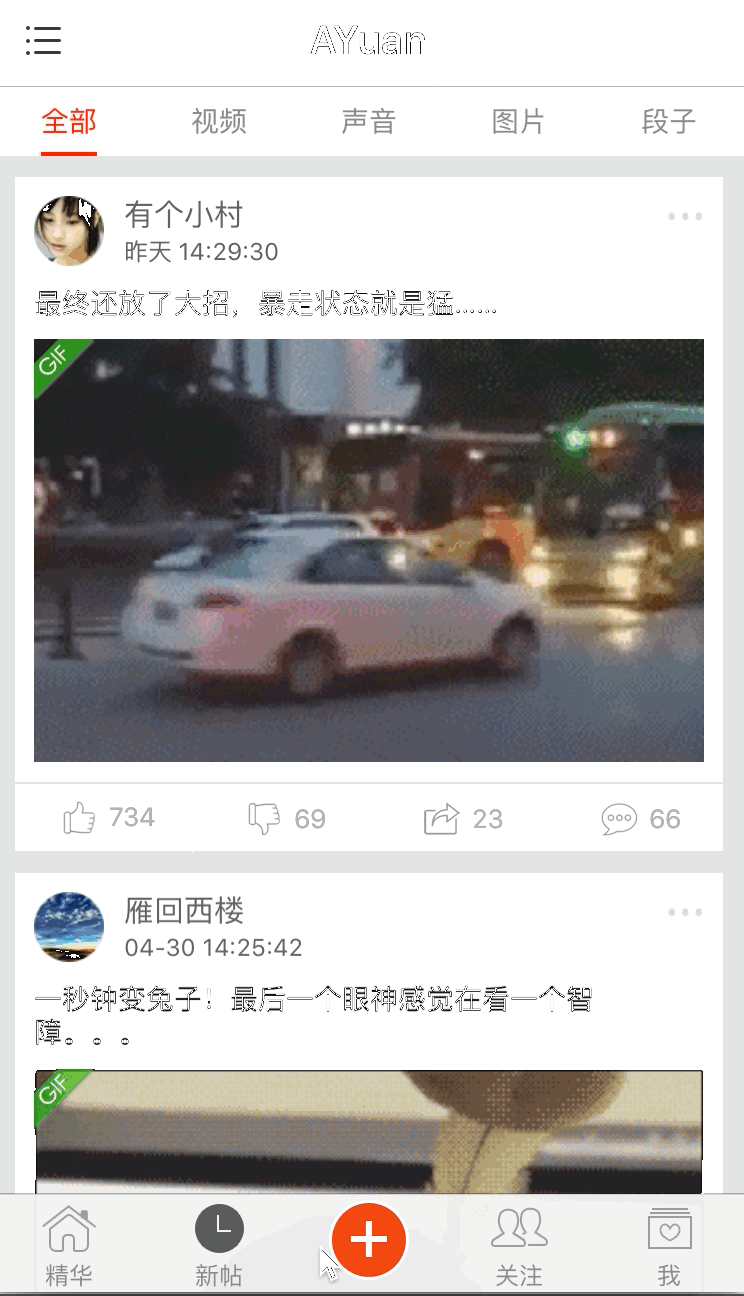 AYuan
全部 视频 声音 图片 段子
有个小村
昨天 14:29:30
最终还放了大招，暴走状态就是猛......
GIF
734 69 23 66
雁回西楼
04-30 14:25:42
一秒钟变兔子！最后一个眼神感觉在看一个智
障。。。
GIF
精华 新帖 关注 我